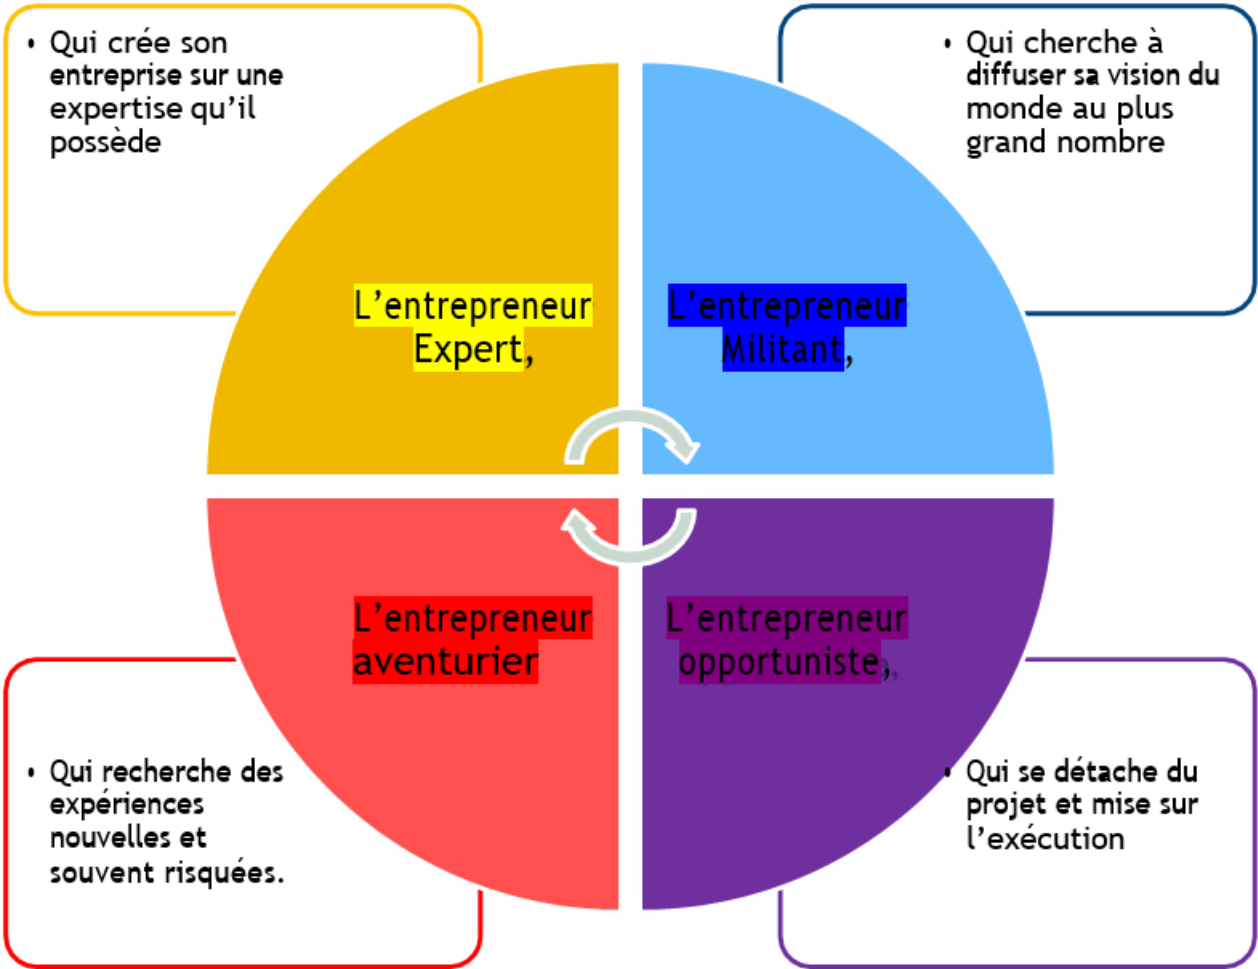 • Qui crée son
entreprise sur une
expertise qu’il
possède
• Qui cherche à
diffuser sa vision du
monde au plus
grand nombre
L’entrepreneur
Expert,
L’entrepreneur
Militant,
L’entrepreneur
aventurier
L’entrepreneur
opportuniste,,
• Qui recherche des
expériences
nouvelles et
souvent risquées.
• Qui se détache du
projet et mise sur
l’exécution